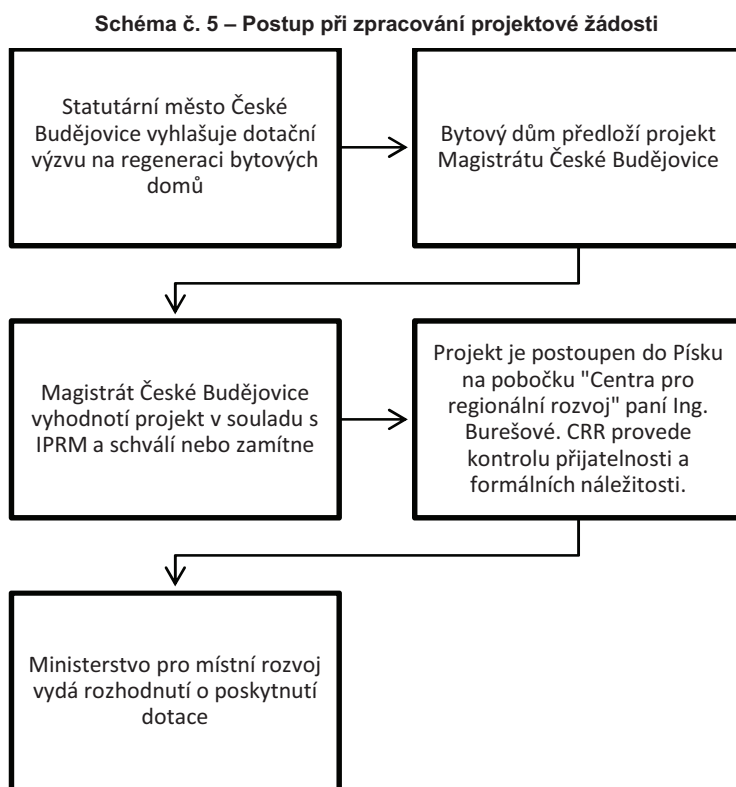 Schéma č. 5 – Postup při zpracování projektové žádosti
Statutární město České
Budějovice vyhlašuje dotační
výzvu na regeneraci bytových
domů
Bytový dům předloží projekt
Magistrátu České Budějovice
Magistrát České Budějovice
vyhodnotí projekt v souladu s
IPRM a schválí nebo zamítne
Projekt je postoupen do Písku
na pobočku "Centra pro
regionální rozvoj" paní Ing.
Burešové. CRR provede
kontrolu přijatelnosti a
formálních náležitosti.
Ministerstvo pro místní rozvoj
vydá rozhodnutí o poskytnutí
dotace